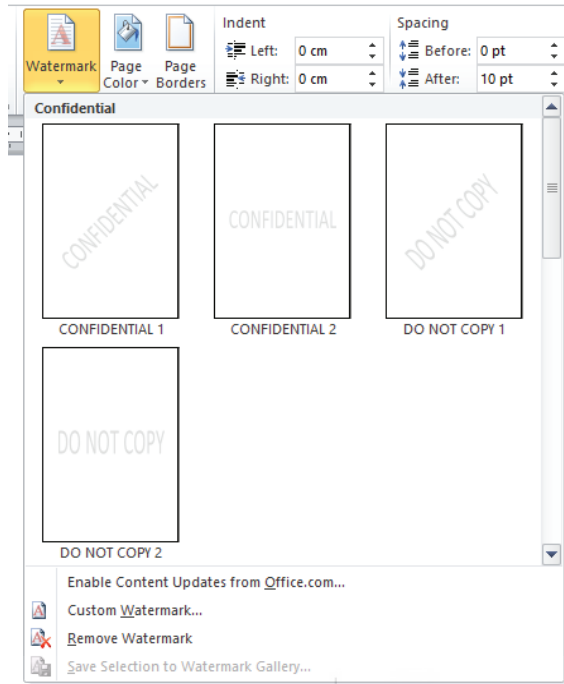 Indent
Spacing
Watermark
Page Color
Page Borders
Left: 0 cm
Before: 0 pt
Right: 0 cm
After: 10 pt
Confidential
CONFIDENTIAL
CONFIDENTIAL
DO NOT COPY
CONFIDENTIAL 1
CONFIDENTIAL 2
DO NOT COPY 1
DO NOT COPY
DO NOT COPY 2
Enable Content Updates from Office.com...
Custom Watermark...
Remove Watermark
Save Selection to Watermark Gallery...